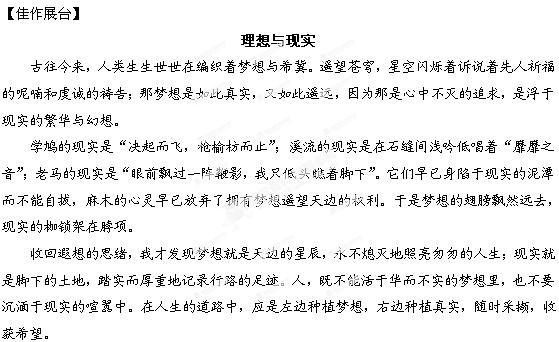 【佳作展台】
理想与现实
古往今来，人类生生世世在编织着梦想与希冀。遥望苍穹，星空闪烁着诉说着先人祈福
的呢喃和虔诚的祷告；那梦想是如此真实，又如此遥远，因为那是心中不灭的追求，是浮于
现实的繁华与幻想。
学鸠的现实是“决起而飞，枪榆枋而止”；溪流的现实是在石缝间浅吟低唱着“靡靡之
音”；老马的现实是“眼前飘过一阵鞭影，我只低头瞧着脚下”。它们早已身陷于现实的泥潭
而不能自拔，麻木的心灵早已放弃了拥有梦想遥望天边的权利。于是梦想的翅膀飘然远去，
现实的枷锁架在脖项。
收回遐想的思绪，我才发现梦想就是天边的星辰，永不熄灭地照亮匆匆的人生；现实就
是脚下的土地，踏实而厚重地记录行路的足迹。人，既不能活于华而不实的梦想里，也不要
沉湎于现实的喧嚣中。在人生的道路中，应是左边种植梦想，右边种植真实，随时采撷，收
获希望。